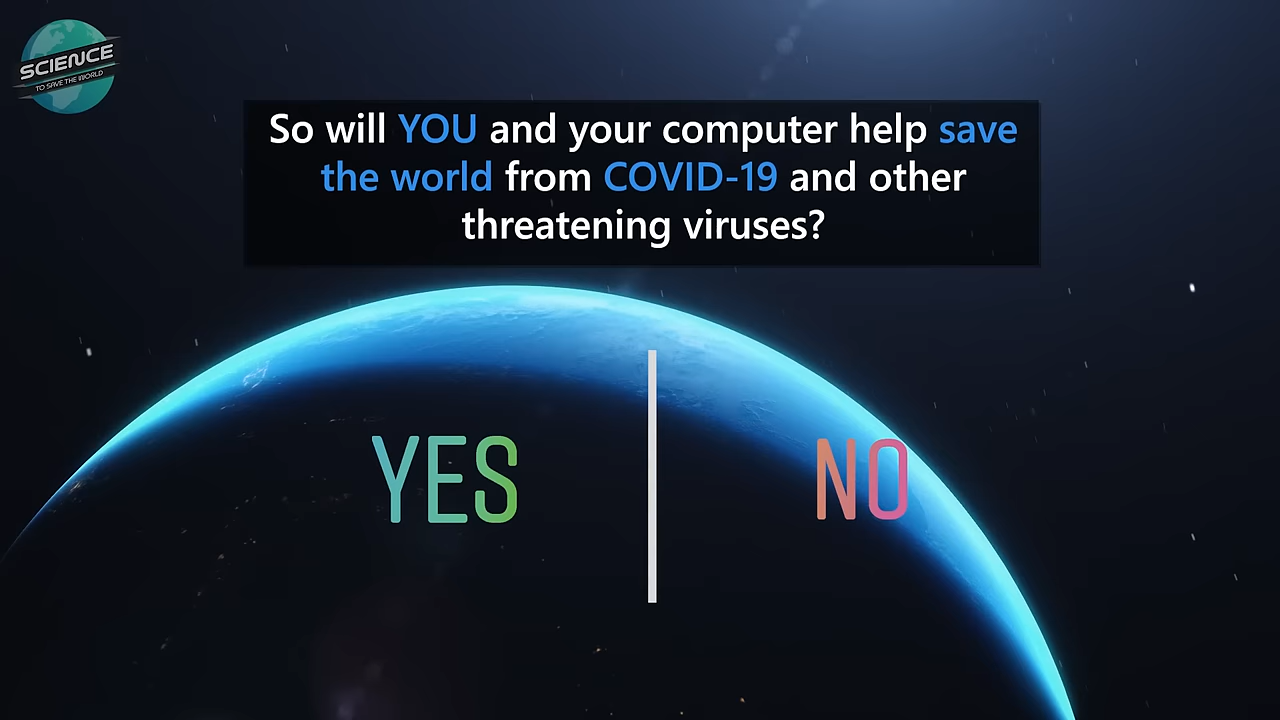 SCIENCE
TO SAVE THE WORLD
So will YOU and your computer help save
the world from COVID-19 and other
threatening viruses?
YES
NO